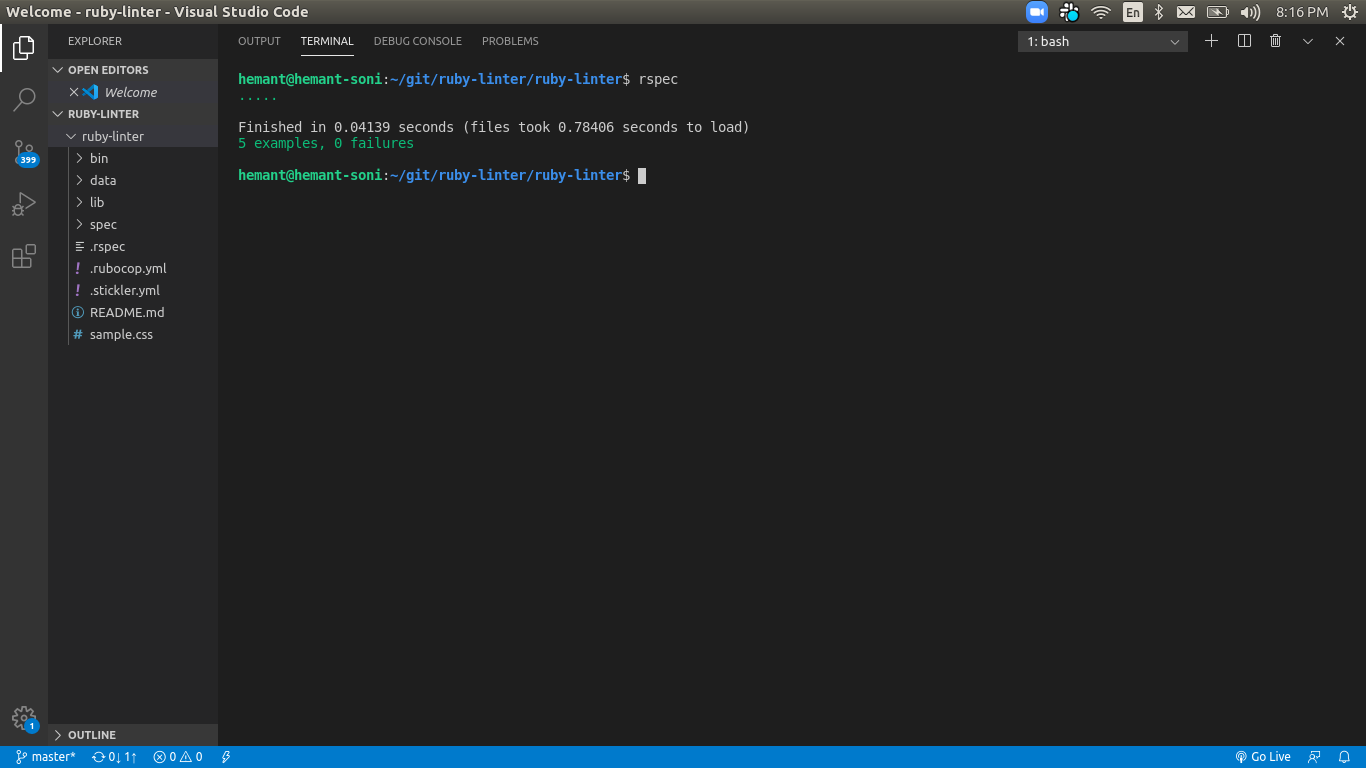 Welcome - ruby-linter - Visual Studio Code
En
8:16 PM
EXPLORER
OPEN EDITORS
Welcome
RUBY-LINTER
ruby-linter
bin
data
lib
spec
.rspec
.rubocop.yml
.stickler.yml
README.md
sample.css
OUTLINE
399
1
OUTPUT TERMINAL DEBUG CONSOLE PROBLEMS
1: bash
hemant@hemant-soni:~/git/ruby-linter/ruby-linter$ rspec
.....
Finished in 0.04139 seconds (files took 0.78406 seconds to load)
5 examples, 0 failures
hemant@hemant-soni:~/git/ruby-linter/ruby-linter$
master* 0↓ 1↑ 0 0
Go Live